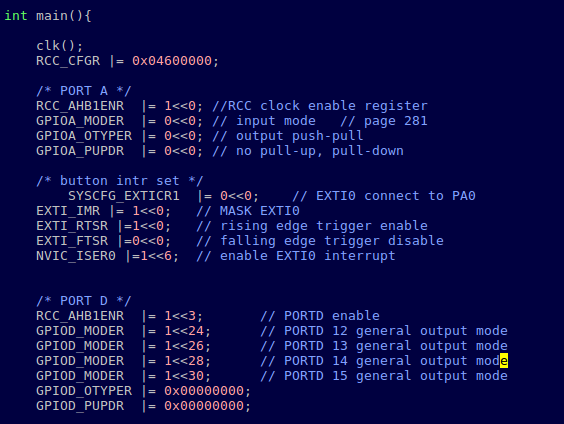 int main(){
clk();
RCC_CFGR |= 0x04600000;
/* PORT A */
RCC_AHB1ENR  |= 1<<0; //RCC clock enable register
GPIOA_MODER  |= 0<<0; // input mode   // page 281
GPIOA_OTYPER |= 0<<0; // output push-pull
GPIOA_PUPDR  |= 0<<0; // no pull-up, pull-down
/* button intr set */
SYSCFG_EXTICR1  |= 0<<0;    // EXTI0 connect to PA0
EXTI_IMR |= 1<<0;   // MASK EXTI0
EXTI_RTSR |=1<<0;   // rising edge trigger enable
EXTI_FTSR |=0<<0;   // falling edge trigger disable
NVIC_ISER0 |=1<<6;  // enable EXTI0 interrupt
/* PORT D */
RCC_AHB1ENR  |= 1<<3;       // PORTD enable
GPIOD_MODER  |= 1<<24;      // PORTD 12 general output mode
GPIOD_MODER  |= 1<<26;      // PORTD 13 general output mode
GPIOD_MODER  |= 1<<28;      // PORTD 14 general output mode
GPIOD_MODER  |= 1<<30;      // PORTD 15 general output mode
GPIOD_OTYPER |= 0x00000000;
GPIOD_PUPDR  |= 0x00000000;